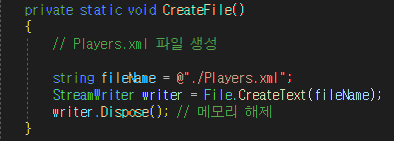 private static void CreateFile()
{
// Players.xml 파일 생성
string fileName = @"./Players.xml";
StreamWriter writer = File.CreateText(fileName);
writer.Dispose(); // 메모리 해제
}